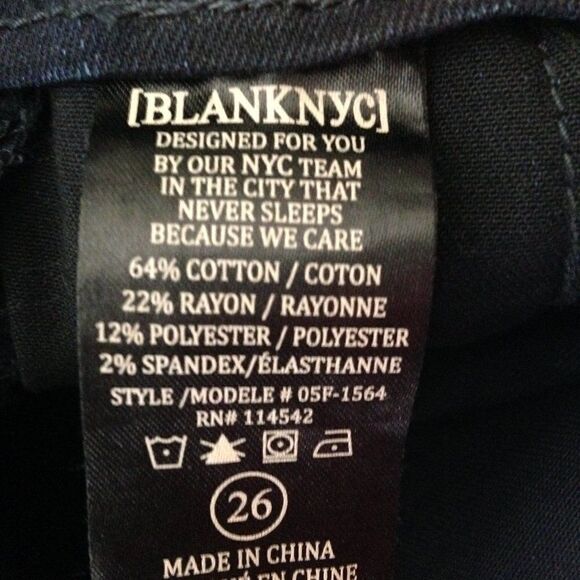 [BLANKNYC]
DESIGNED FOR YOU
BY OUR NYC TEAM
IN THE CITY THAT
NEVER SLEEPS
BECAUSE WE CARE
64% COTTON / COTON
22% RAYON / RAYONNE
12% POLYESTER / POLYESTER
2% SPANDEX/ÉLASTHANNE
STYLE /MODELE # 05F-1564
RN# 114542
26
MADE IN CHINA
EN CHINE